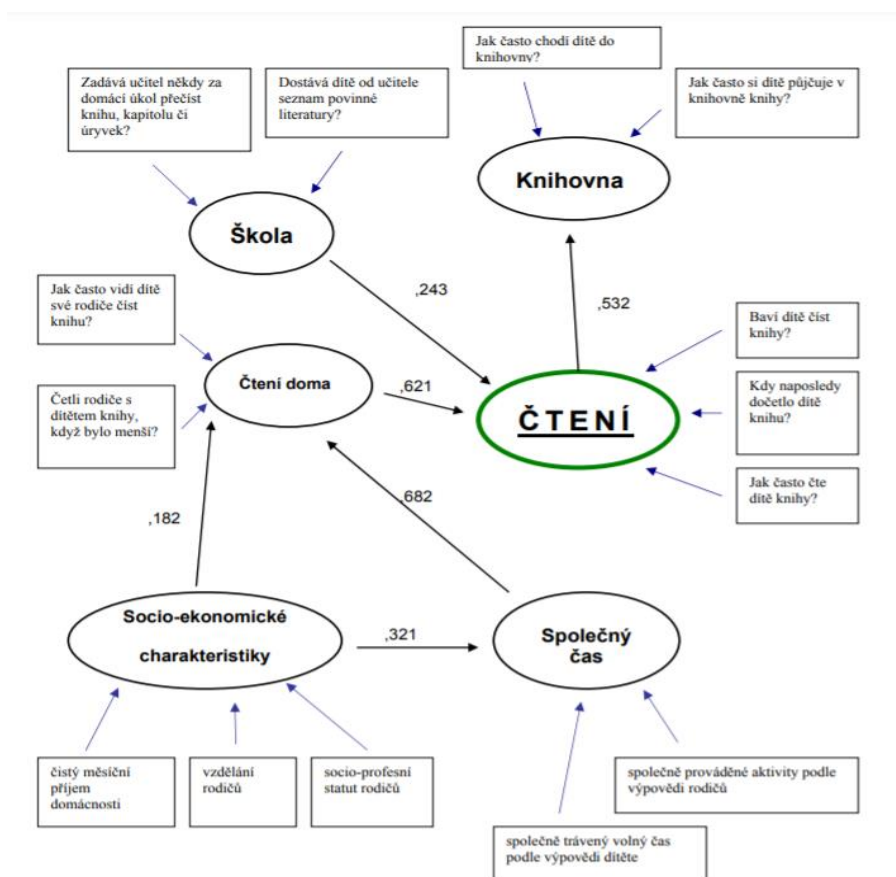 Jak často chodí dítě do
knihovny?
Zadává učitel někdy za
domácí úkol přečíst
knihu, kapitolu či
úryvek?
Dostává dítě od učitele
seznam povinné
literatury?
Jak často si dítě půjčuje v
knihovně knihy?
Knihovna
Škola
,243
,532
Jak často vidí dítě
své rodiče číst
knihu?
Baví dítě číst
knihy?
Čtení doma
,621
ČTENÍ
Kdy naposledy
dočetlo dítě
knihu?
Četli rodiče s
dítětem knihy,
když bylo menší?
Jak často čte
dítě knihy?
,682
,182
Socio-ekonomické
charakteristiky
,321
Společný
čas
čistý měsíční
příjem
domácnosti
vzdělání
rodičů
socio-profesní
statut rodičů
společně prováděné aktivity podle
výpovědi rodičů
společně trávený volný čas
podle výpovědi dítěte